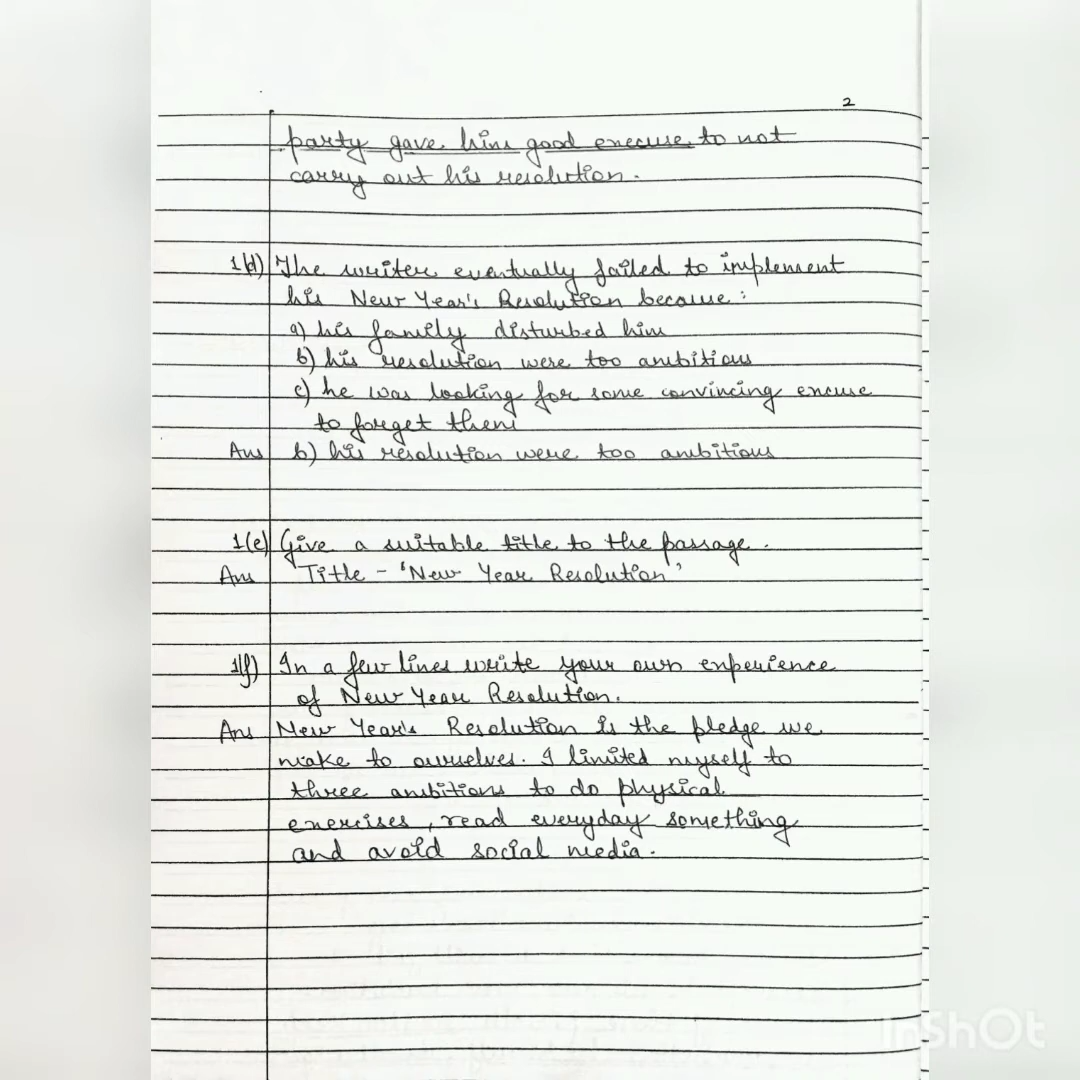 2
party gave him good execuse to not
carry out his resolution.
1(d) The writer eventually failed to implement
his New Year's Resolution because:
a) his family disturbed him
b) his resolution were too ambitious
c) he was looking for some convincing excuse
to forget them
Ans b) his resolution were too ambitious
1(e) Give a suitable title to the passage.
Ans Title - 'New Year Resolution'
1(f) In a few lines write your own experience
of New Year Resolution.
Ans New Year's Resolution is the pledge we
make to ourselves. I limited myself to
three ambitions to do physical
exercises, read everyday something
and avoid social media.
InShOt